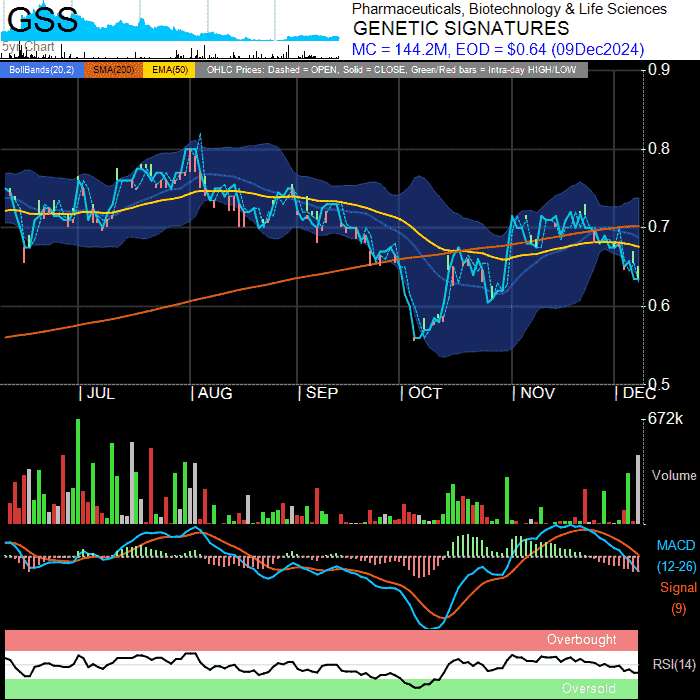 GSS
5yr Chart
Pharmaceuticals, Biotechnology & Life Sciences
GENETIC SIGNATURES
MC = 144.2M, EOD = $0.64 (09Dec2024)
BollBands(20,2) SMA(200) EMA(50) OHLC Prices: Dashed = OPEN, Solid = CLOSE, Green/Red bars = Intra-day HIGH/LOW
0.9
0.8
0.7
0.6
0.5
JUL AUG SEP OCT NOV DEC
672k
Volume
MACD
(12-26)
Signal
(9)
Overbought
RSI(14)
Oversold